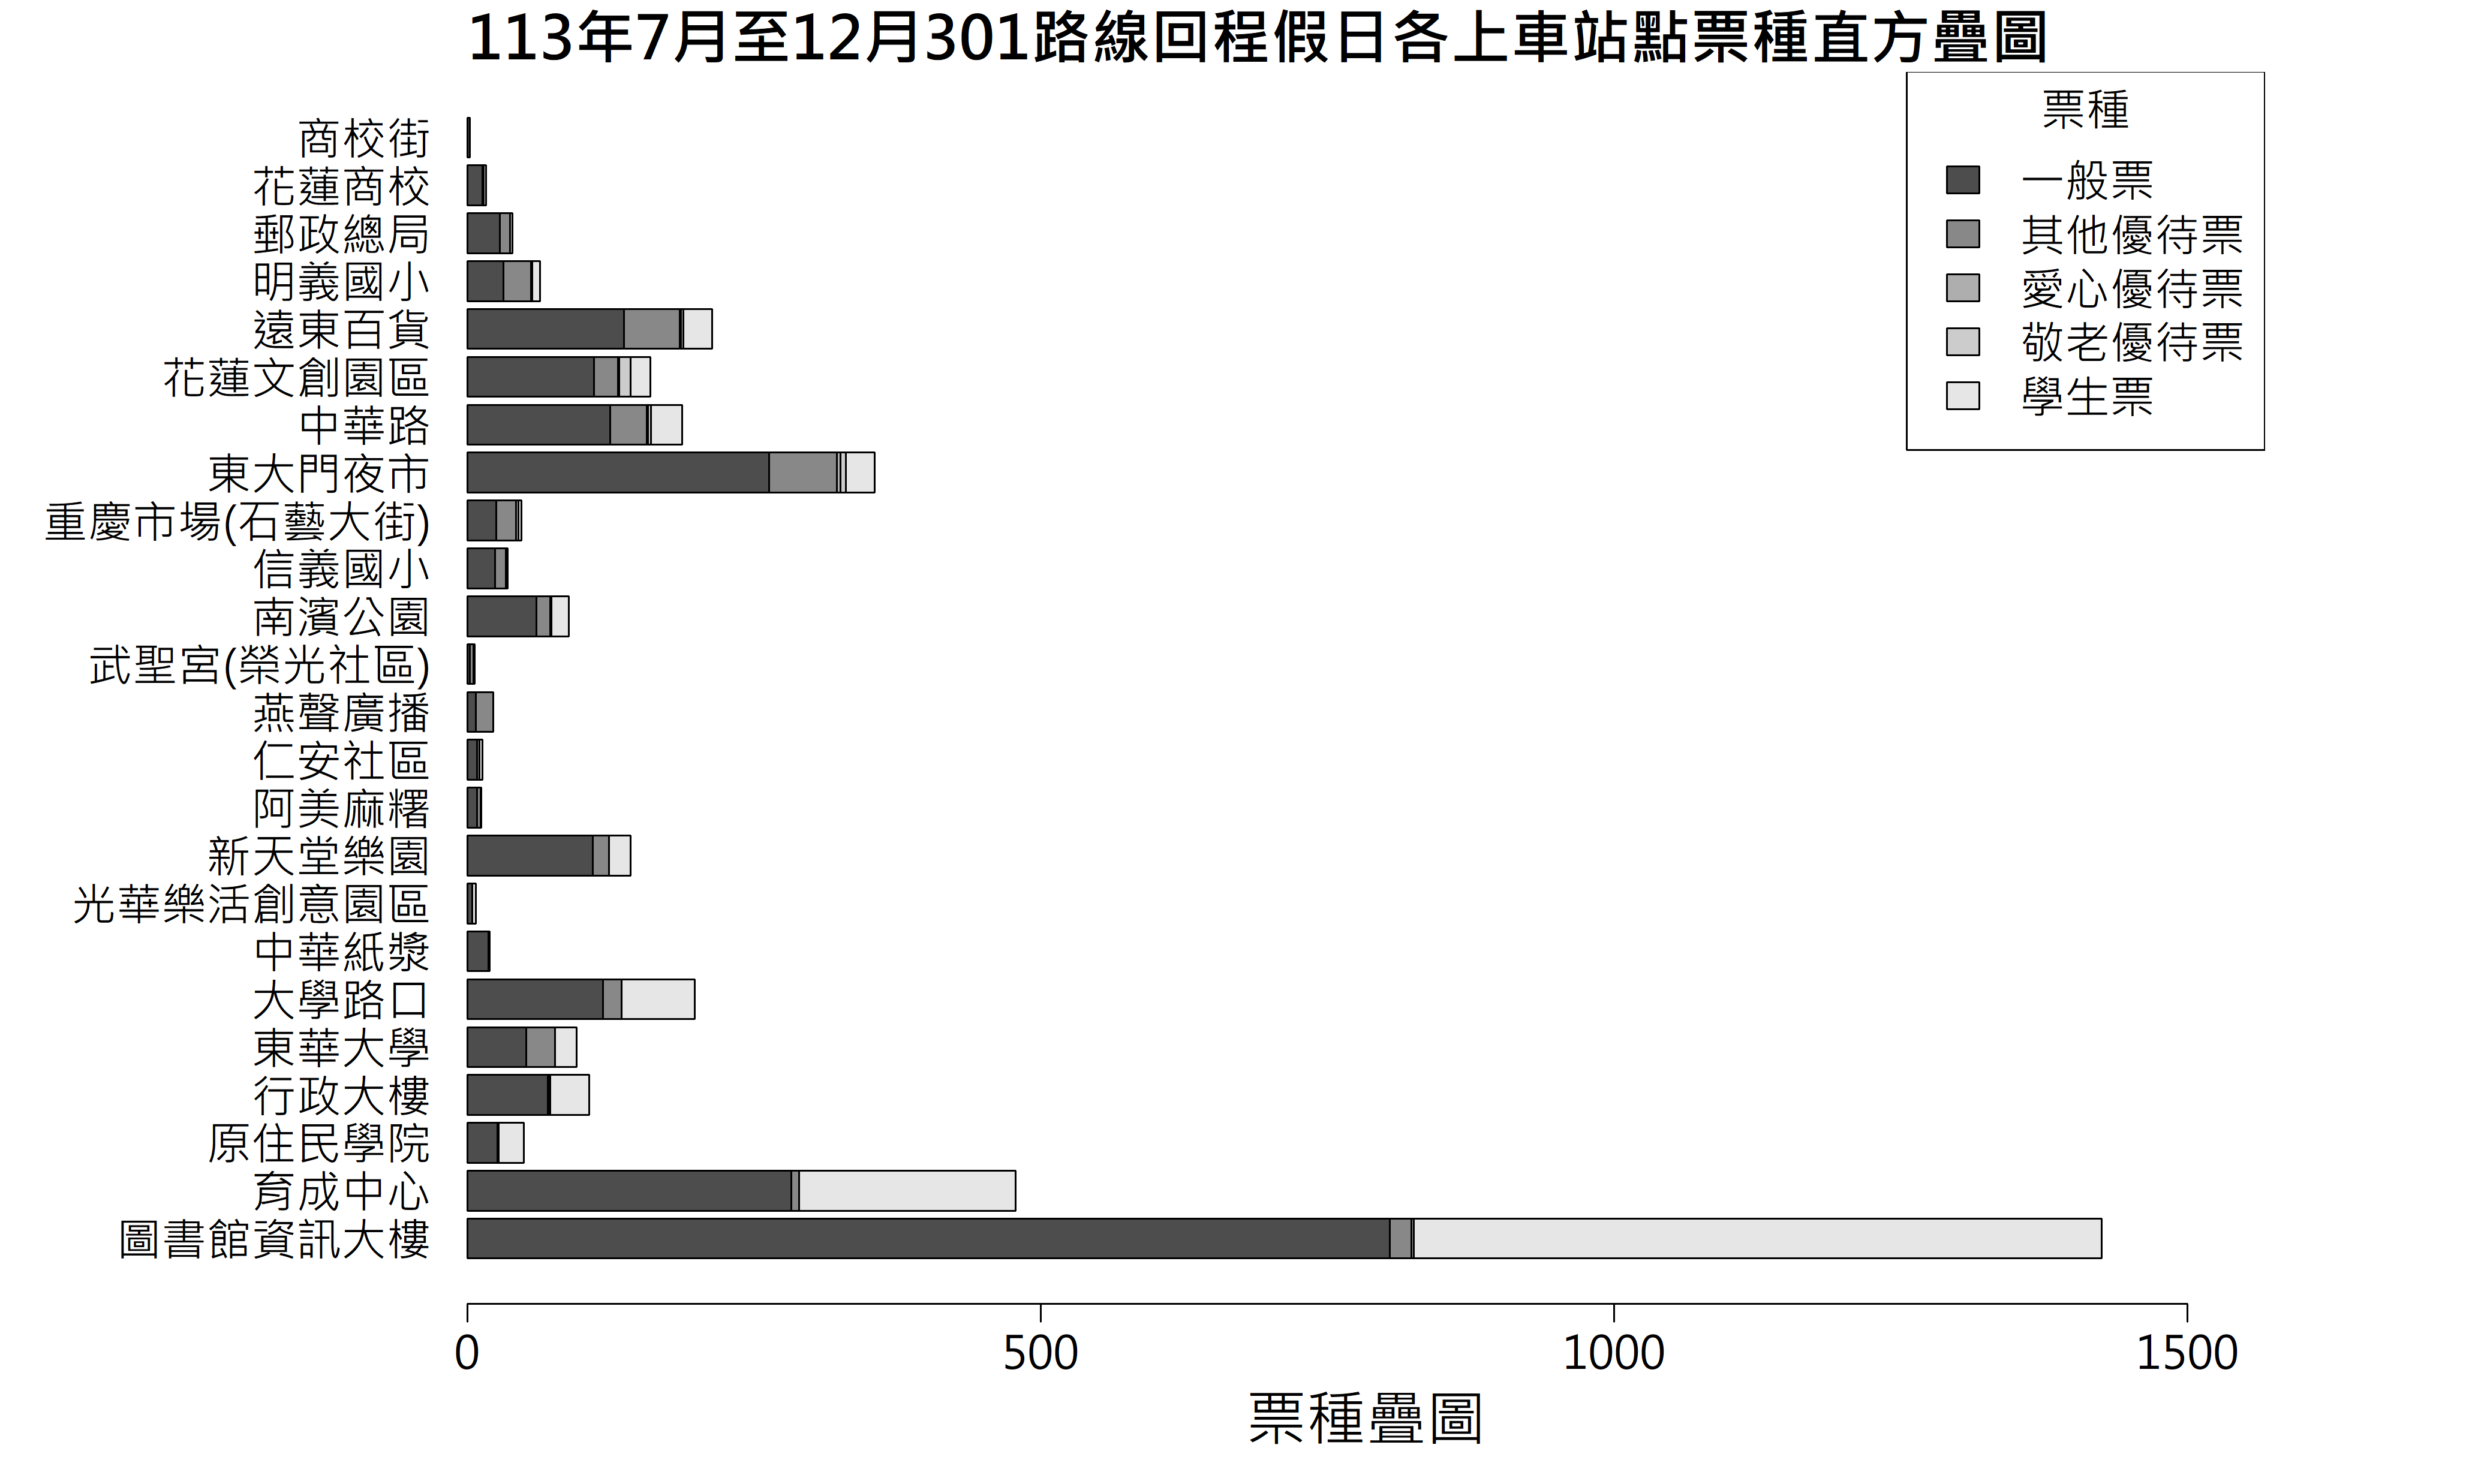 113年7月至12月301路線回程假日各上車站點票種直方疊圖
票種
一般票
其他優待票
愛心優待票
敬老優待票
學生票
商校街
花蓮商校
郵政總局
明義國小
遠東百貨
花蓮文創園區
中華路
東大門夜市
重慶市場(石藝大街)
信義國小
南濱公園
武聖宮(榮光社區)
燕聲廣播
仁安社區
阿美麻糬
新天堂樂園
光華樂活創意園區
中華紙漿
大學路口
東華大學
行政大樓
原住民學院
育成中心
圖書館資訊大樓
0 500 1000 1500
票種疊圖